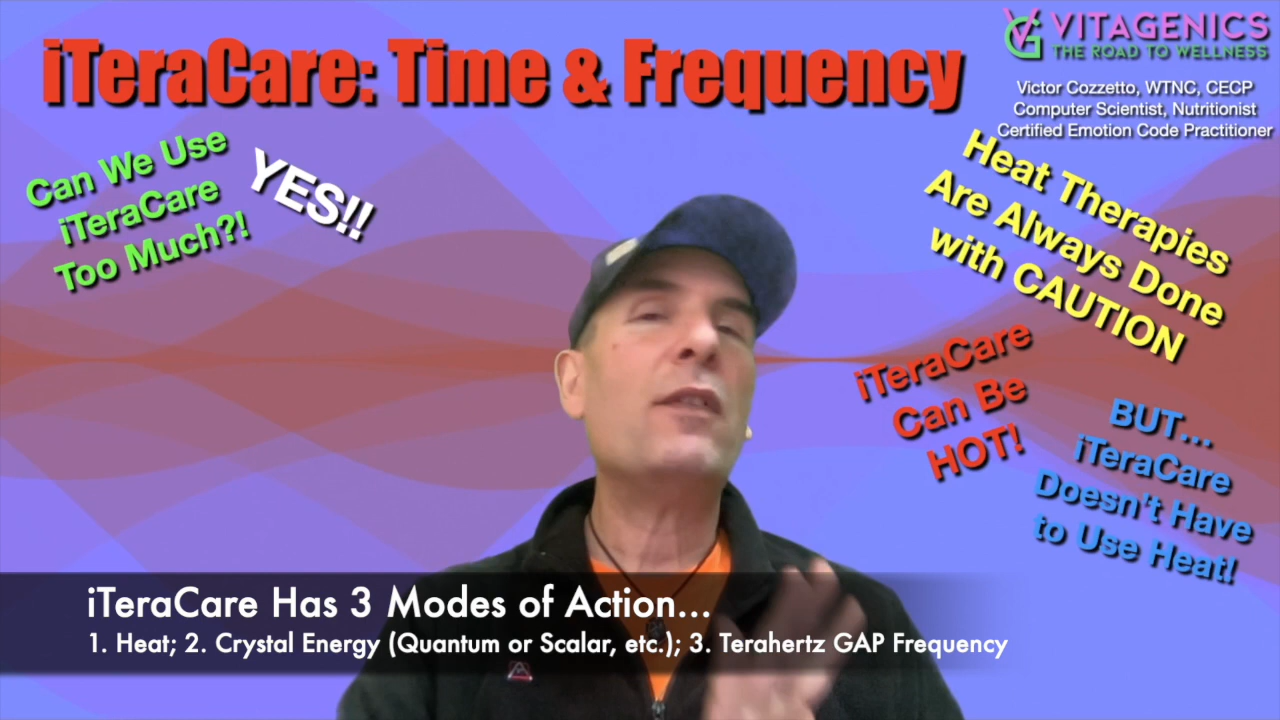 iTeraCare: Time & Frequency
VITAGENICS
THE ROAD TO WELLNESS
Victor Cozzetto, WTNC, CECP
Computer Scientist, Nutritionist
Certified Emotion Code Practitioner
Can We Use
iTeraCare
Too Much?!
YES!!
Heat Therapies
Are Always Done
with CAUTION
iTeraCare
Can Be
HOT!
BUT...
iTeraCare
Doesn't Have
to Use Heat!
iTeraCare Has 3 Modes of Action...
1. Heat; 2. Crystal Energy (Quantum or Scalar, etc.); 3. Terahertz GAP Frequency